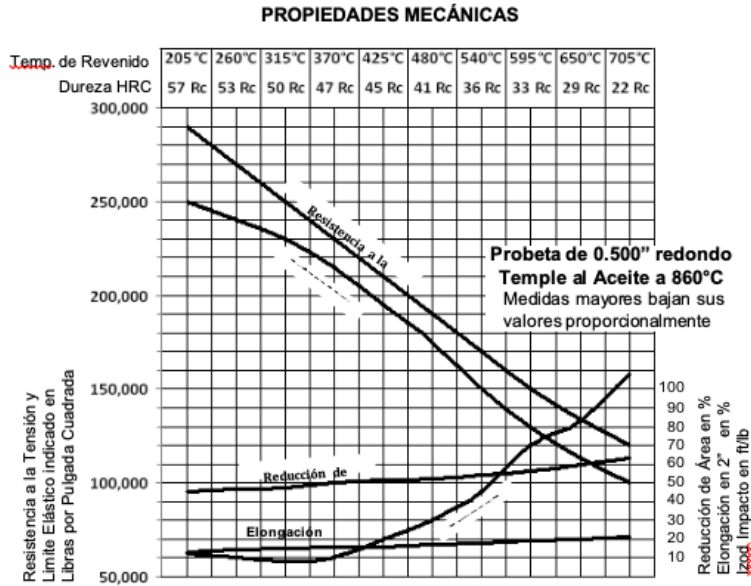 PROPIEDADES MECÁNICAS
Temp. de Revenido 205°C 260°C 315°C 370°C 425°C 480°C 540°C 595°C 650°C 705°C
Dureza HRC 57 Rc 53 Rc 50 Rc 47 Rc 45 Rc 41 Rc 36 Rc 33 Rc 29 Rc 22 Rc
300,000
250,000
200,000
150,000
100,000
50,000
Resistencia a la Tensión y
Límite Elástico indicado en
Libras por Pulgada Cuadrada
Resistencia a la
Probeta de 0.500” redondo
Temple al Aceite a 860°C
Medidas mayores bajan sus
valores proporcionalmente
Reducción de
Elongación
100
90
80
70
60
50
40
30
20
10
Reducción de Área en %
Elongación en 2” en %
Izod Impacto en ft/lb